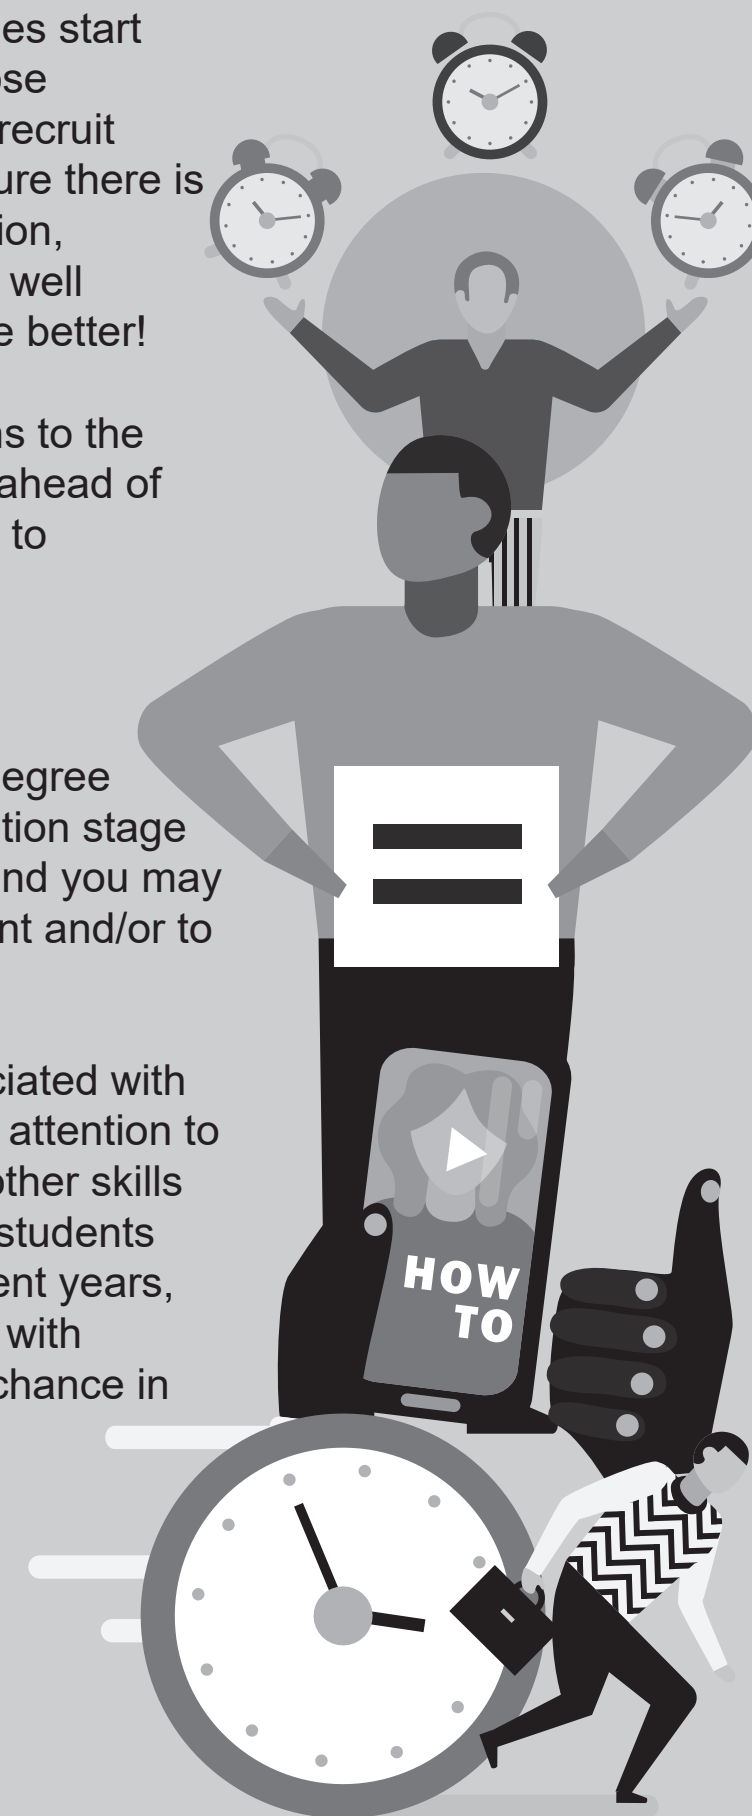 es start
ose
recruit
ure there is
ion,
well
e better!
ns to the
ahead of
to
egree
tion stage
nd you may
nt and/or to
ciated with
attention to
other skills
students
ent years,
with
chance in
HOW
TO